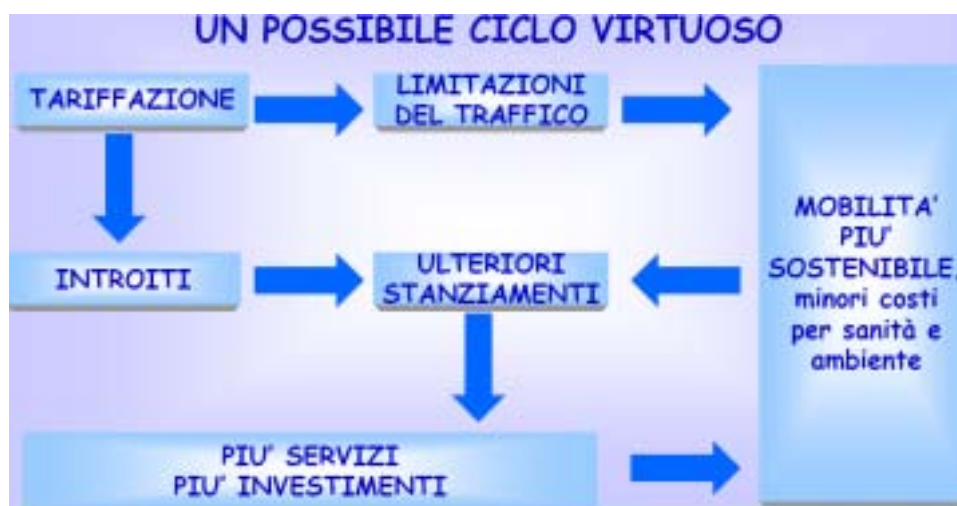 UN POSSIBILE CICLO VIRTUOSO
TARIFFAZIONE
LIMITAZIONI
DEL TRAFFICO
INTROITI
ULTERIORI
STANZIAMENTI
MOBILITA'
PIU'
SOSTENIBILE,
minori costi
per sanità e
ambiente
PIU' SERVIZI
PIU' INVESTIMENTI